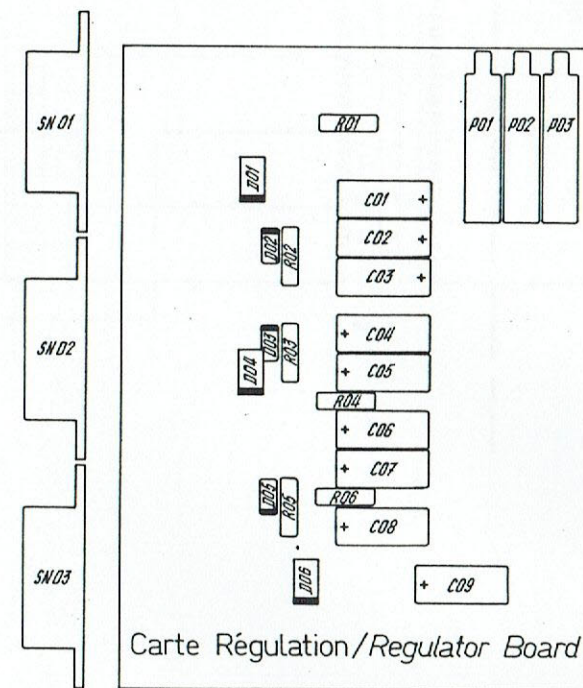 SN01
P01 P02 P03
R01
D01
C01 +
D02 R02 C02 +
C03 +
SN02
D03 R03 + C04
D04 + C05
R04
+ C06
+ C07
D05 R05 R06
+ C08
SN03
D06 + C09
Carte Régulation/Regulator Board